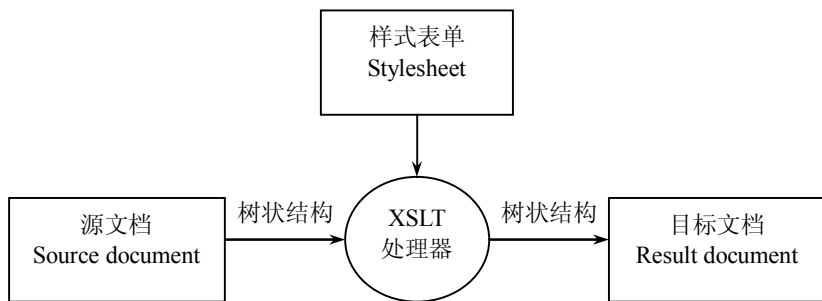 样式表单
Stylesheet
源文档
Source document
树状结构
XSLT
处理器
树状结构
目标文档
Result document